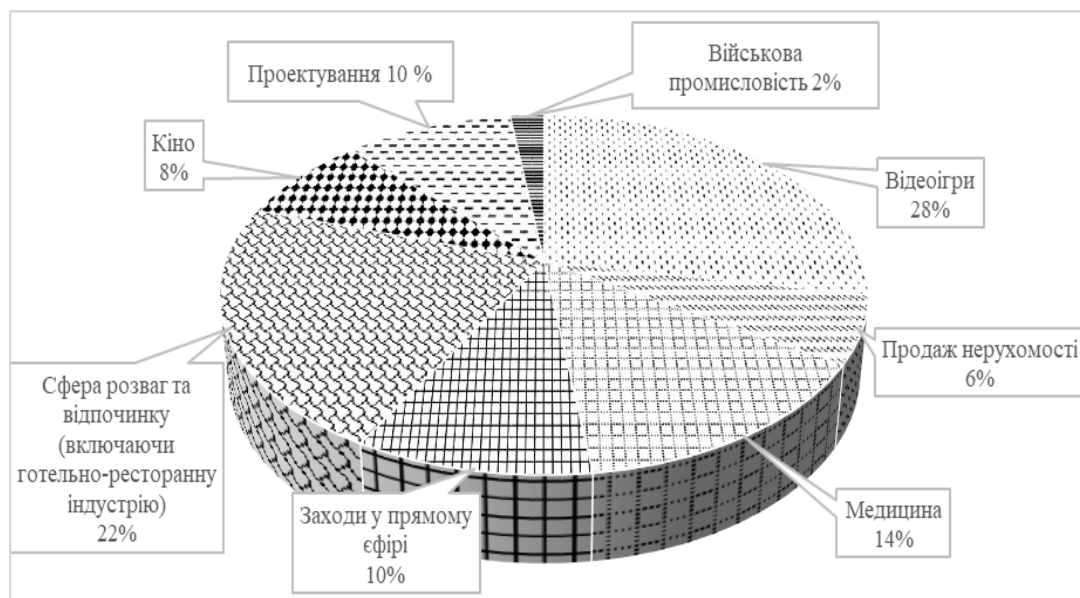 Проектування 10 %
Військова
промисловість 2%
Кіно
8%
Відеоігри
28%
Продаж нерухомості
6%
Сфера розваг та
відпочинку
(включаючи
готельно-ресторанну
індустрію)
22%
Заходи у прямому
єфірі
10%
Медицина
14%